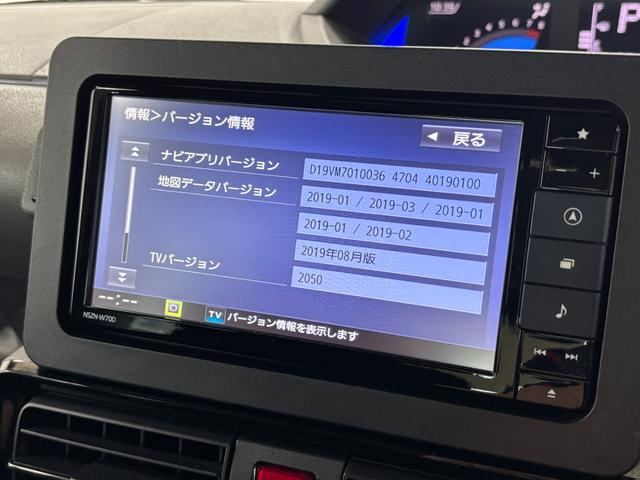 情報>バージョン情報
戻る
ナビアプリバージョン
D19VM7010036 4704 40190100
地図データバージョン
2019-01 / 2019-03 / 2019-01
2019-01 / 2019-02
2019年08月版
TVバージョン
2050
--:--
TV バージョン情報を表示します
NSZN-W70D
P